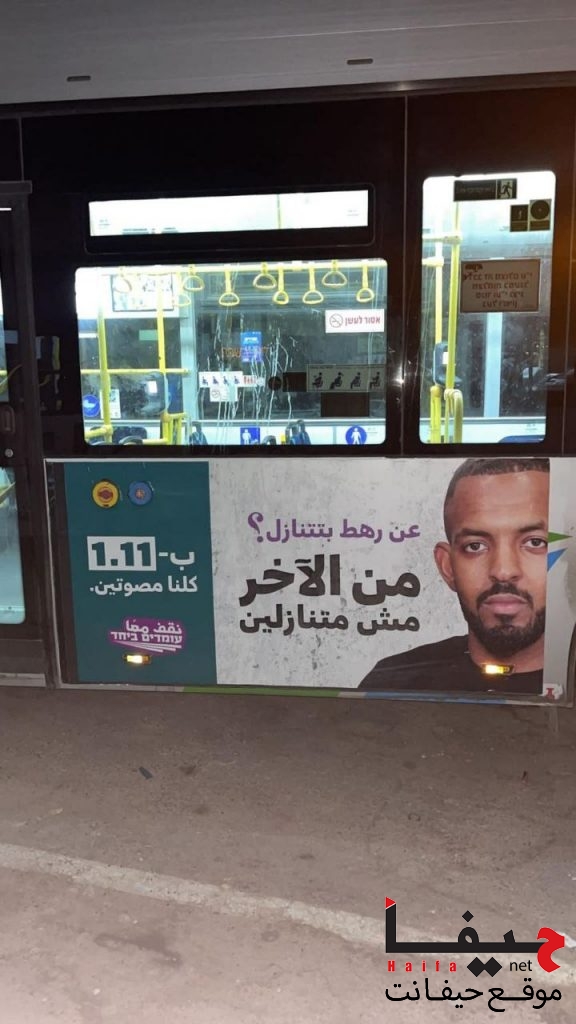 אסור לעשן
عن رهط بتتنازل؟
من الآخر
مش متنازلين
ب-1.11
كلنا مصوتين.
نقف معًا
עומדים ביחד
حيفا
Haifa
net
موقع حيفانت